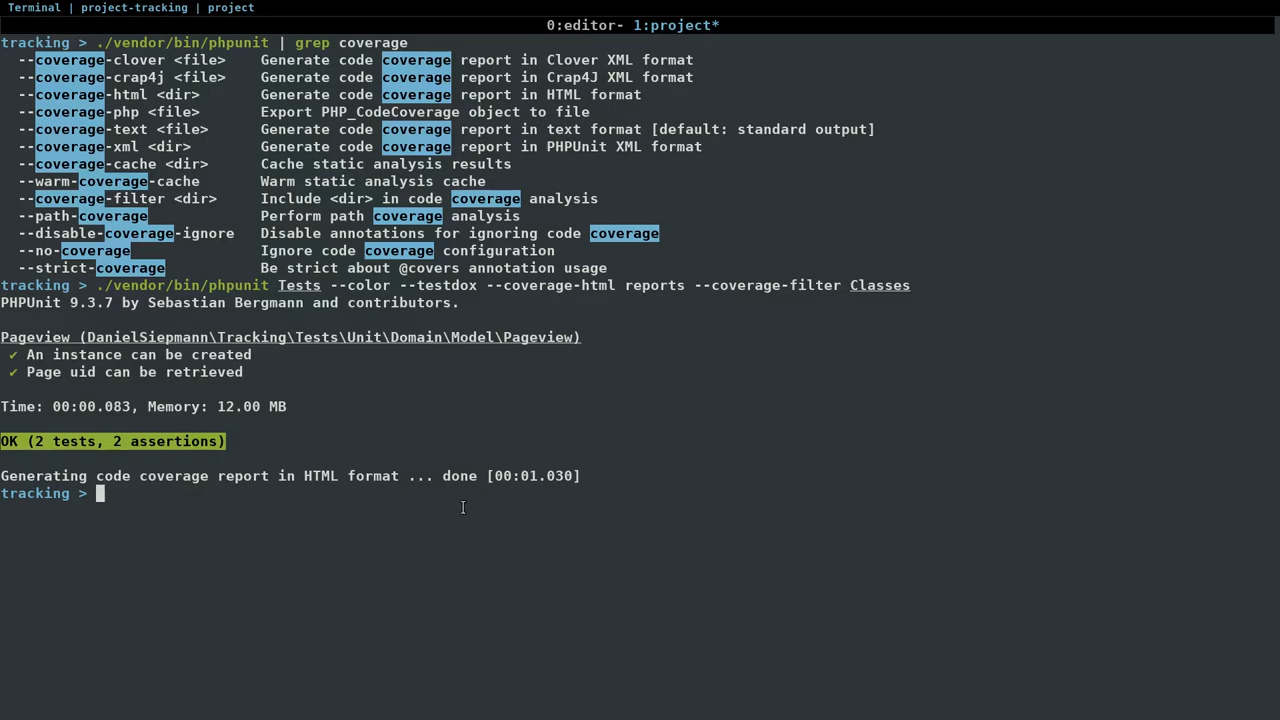 Terminal | project-tracking | project
0:editor- 1:project*
tracking > ./vendor/bin/phpunit | grep coverage
--coverage-clover <file>    Generate code coverage report in Clover XML format
--coverage-crap4j <file>    Generate code coverage report in Crap4J XML format
--coverage-html <dir>       Generate code coverage report in HTML format
--coverage-php <file>       Export PHP_CodeCoverage object to file
--coverage-text <file>      Generate code coverage report in text format [default: standard output]
--coverage-xml <dir>        Generate code coverage report in PHPUnit XML format
--coverage-cache <dir>      Cache static analysis results
--warm-coverage-cache       Warm static analysis cache
--coverage-filter <dir>     Include <dir> in code coverage analysis
--path-coverage             Perform path coverage analysis
--disable-coverage-ignore   Disable annotations for ignoring code coverage
--no-coverage               Ignore code coverage configuration
--strict-coverage           Be strict about @covers annotation usage
tracking > ./vendor/bin/phpunit Tests --color --testdox --coverage-html reports --coverage-filter Classes
PHPUnit 9.3.7 by Sebastian Bergmann and contributors.
Pageview (DanielSiepmann\Tracking\Tests\Unit\Domain\Model\Pageview)
✔ An instance can be created
✔ Page uid can be retrieved
Time: 00:00.083, Memory: 12.00 MB
OK (2 tests, 2 assertions)
Generating code coverage report in HTML format ... done [00:01.030]
tracking >